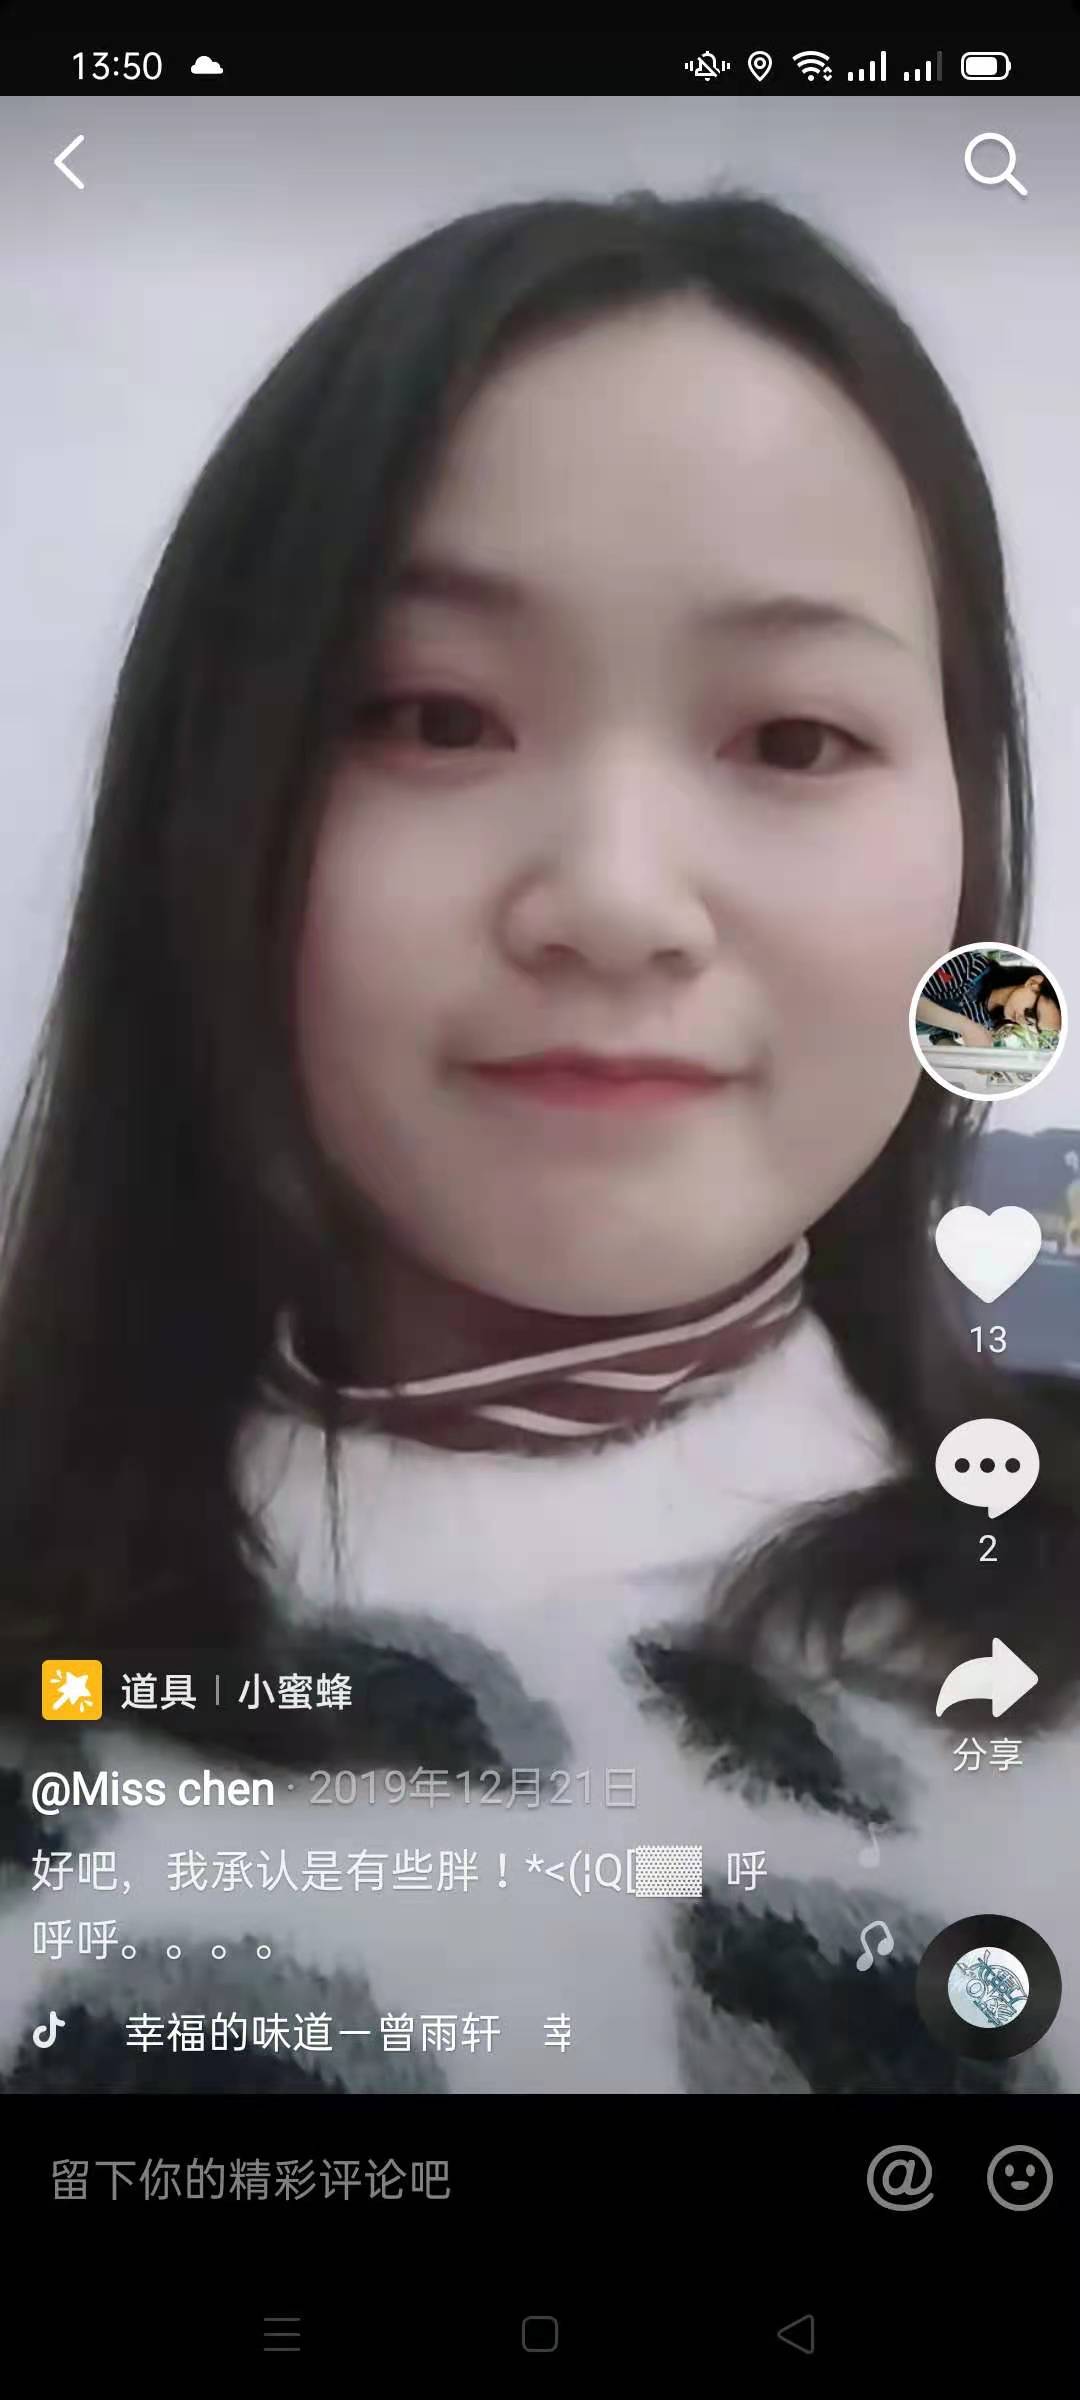 13:50
13
2
分享
道具 | 小蜜蜂
@Miss chen · 2019年12月21日
好吧，我承认是有些胖！*<(¦Q[▓▓ 呼
呼呼。。。。
幸福的味道－曾雨轩 幸
留下你的精彩评论吧
@